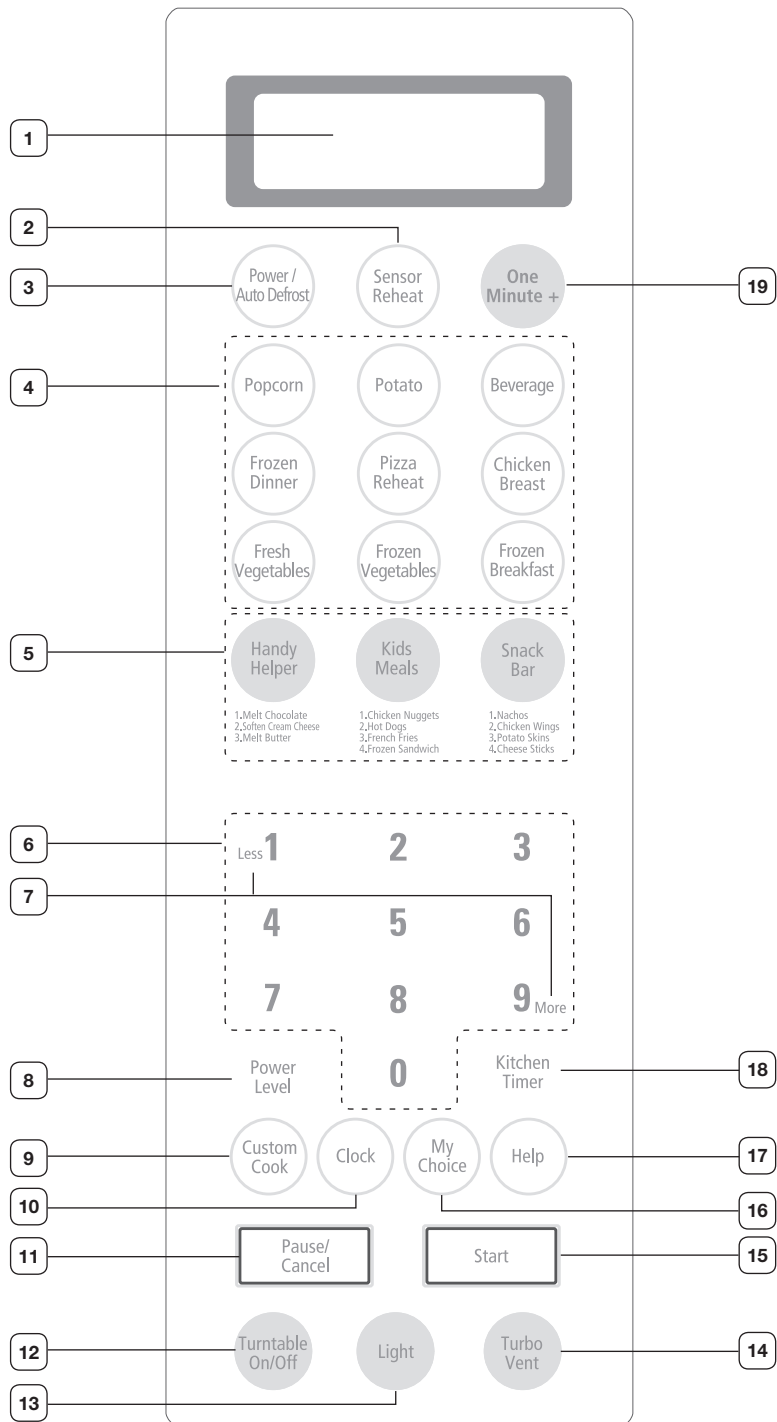 1
2
3
Power /
Auto Defrost
Sensor
Reheat
One
Minute +
19
4
Popcorn
Potato
Beverage
Frozen
Dinner
Pizza
Reheat
Chicken
Breast
Fresh
Vegetables
Frozen
Vegetables
Frozen
Breakfast
5
Handy
Helper
Kids
Meals
Snack
Bar
1.Melt Chocolate
2.Soften Cream Cheese
3.Melt Butter
1.Chicken Nuggets
2.Hot Dogs
3.French Fries
4.Frozen Sandwich
1.Nachos
2.Chicken Wings
3.Potato Skins
4.Cheese Sticks
6
Less 1
2
3
7
4
5
6
7
8
9 More
8
Power
Level
0
Kitchen
Timer
18
9
Custom
Cook
Clock
My
Choice
Help
17
10
16
11
Pause/
Cancel
Start
15
12
Turntable
On/Off
Light
Turbo
Vent
14
13